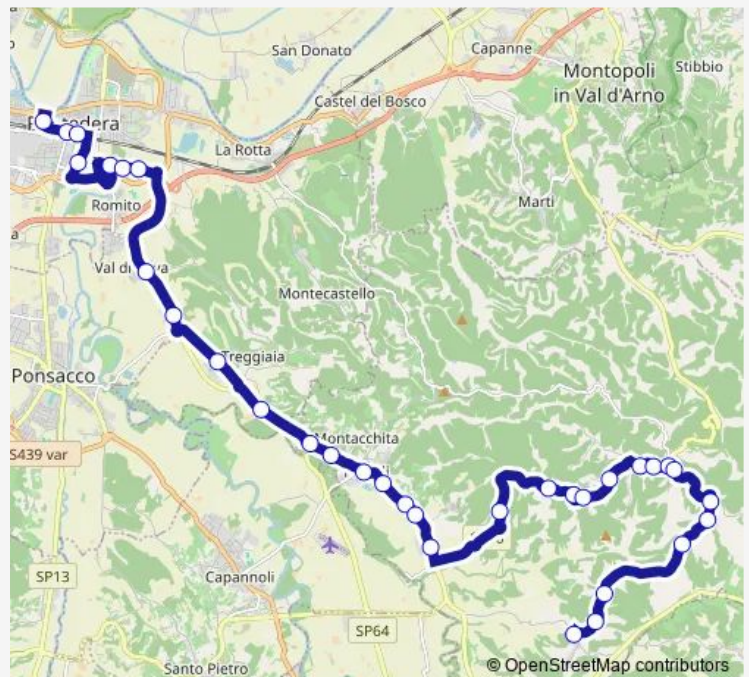 San Donato
Capanne
Montopoli
in Val d'Arno
Stibbio
Castel del Bosco
La Rotta
Marti
Romito
Montecastello
Treggiaia
Ponsacco
Montacchita
S439 var
SP13
Capannoli
SP64
Santo Pietro
© OpenStreetMap contributors